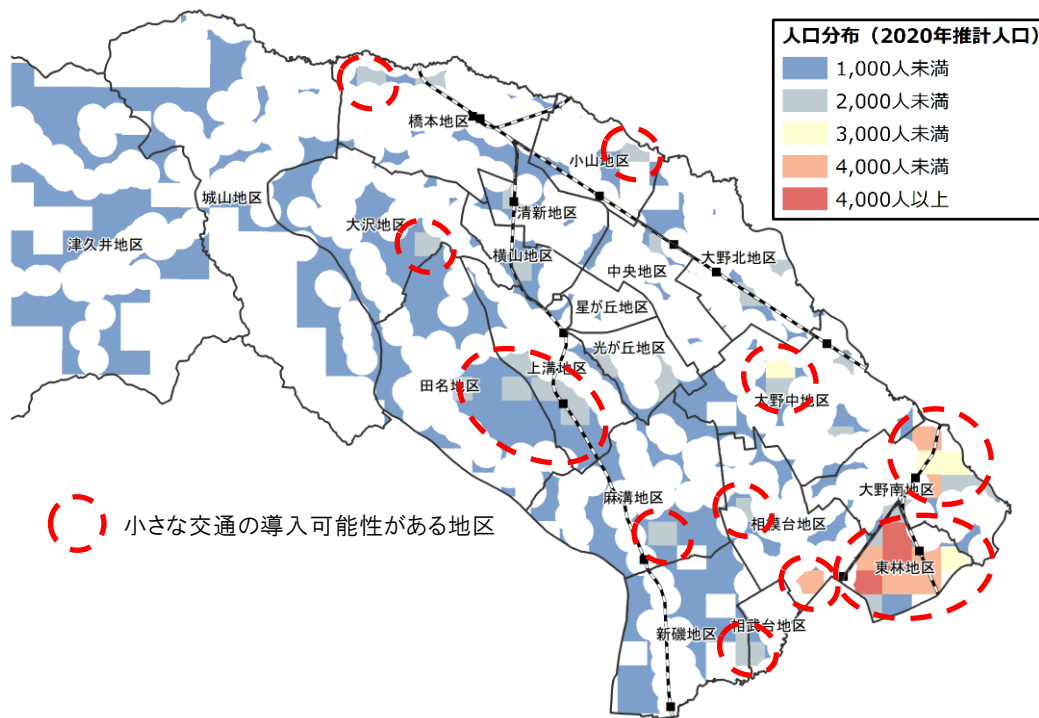 人口分布（2020年推計人口）
1,000人未満
2,000人未満
3,000人未満
4,000人未満
4,000人以上
橋本地区
小山地区
城山地区
大沢地区
清新地区
津久井地区
横山地区
中央地区
大野北地区
星が丘地区
光が丘地区
上溝地区
田名地区
大野中地区
大野南地区
麻溝地区
相模台地区
東林地区
新磯地区
相武台地区
小さな交通の導入可能性がある地区